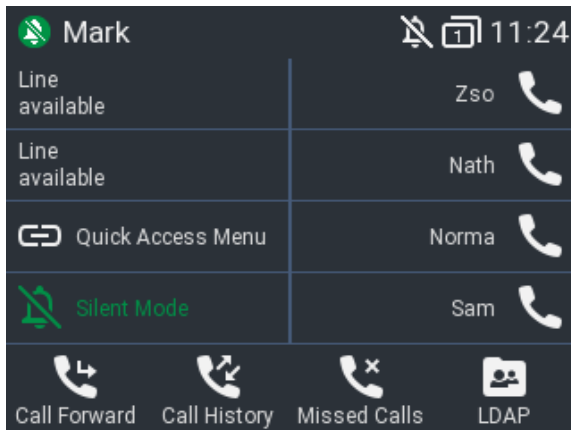 Mark
1
11:24
Line
available
Zso
Line
available
Nath
Quick Access Menu
Norma
Silent Mode
Sam
Call Forward
Call History
Missed Calls
LDAP